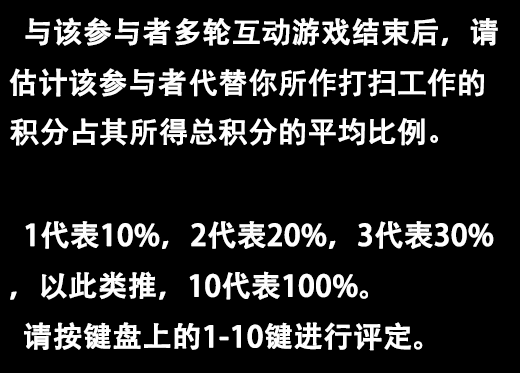 与该参与者多轮互动游戏结束后，请
估计该参与者代替你所作打扫工作的
积分占其所得总积分的平均比例。
1代表10%，2代表20%，3代表30%
，以此类推，10代表100%。
请按键盘上的1-10键进行评定。